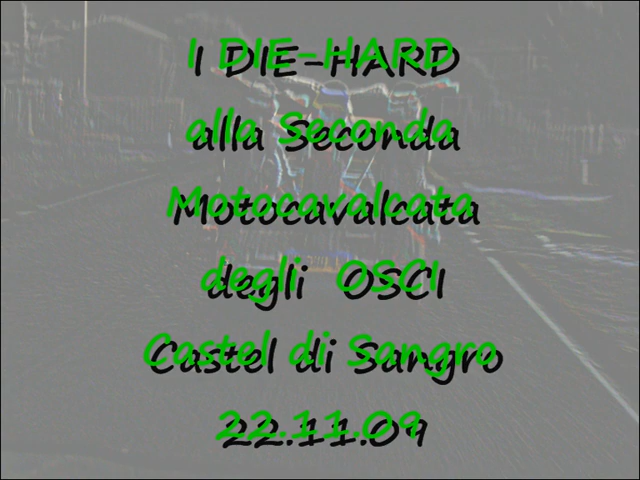 I DIE-HARD
alla Seconda
Motocavalcata
degli OSCI
Castel di Sangro
22.11.09